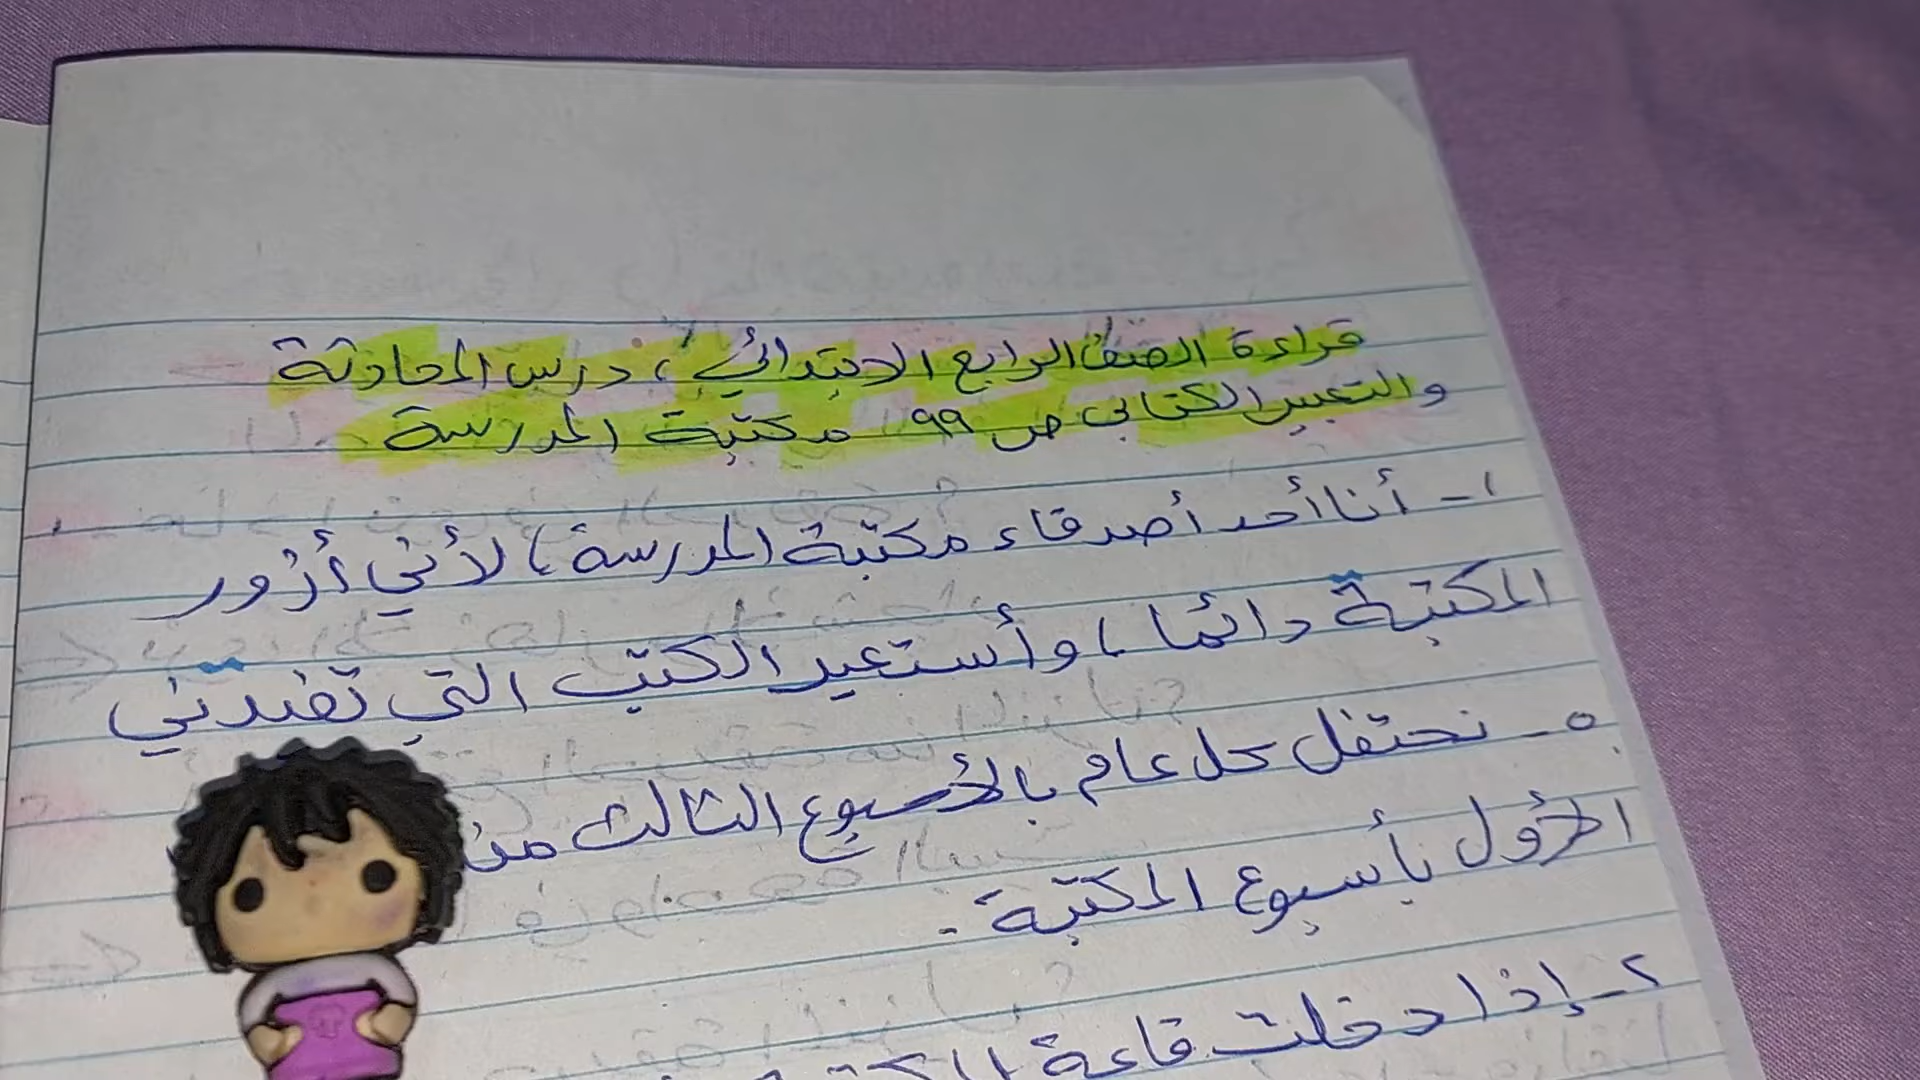 قراءة الصف الرابع الابتدائي، درس المحادثة
والتعبير الكتابي ص ٩٩ مكتبة المدرسة
١- أنا أحد أصدقاء مكتبة المدرسة، لأني أزور
المكتبة دائما، وأستعير الكتب التي تفيدني
٥- نحتفل كل عام بالأسبوع الثالث من
الأول بأسبوع المكتبة.
٢- إذا دخلت قاعة